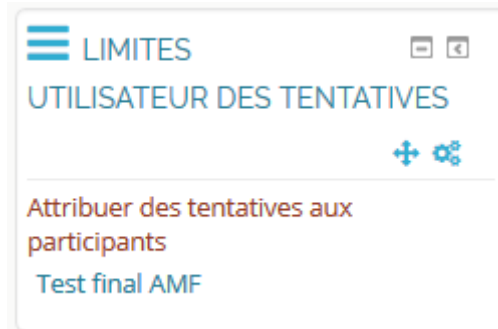 LIMITES
UTILISATEUR DES TENTATIVES
Attribuer des tentatives aux
participants
Test final AMF